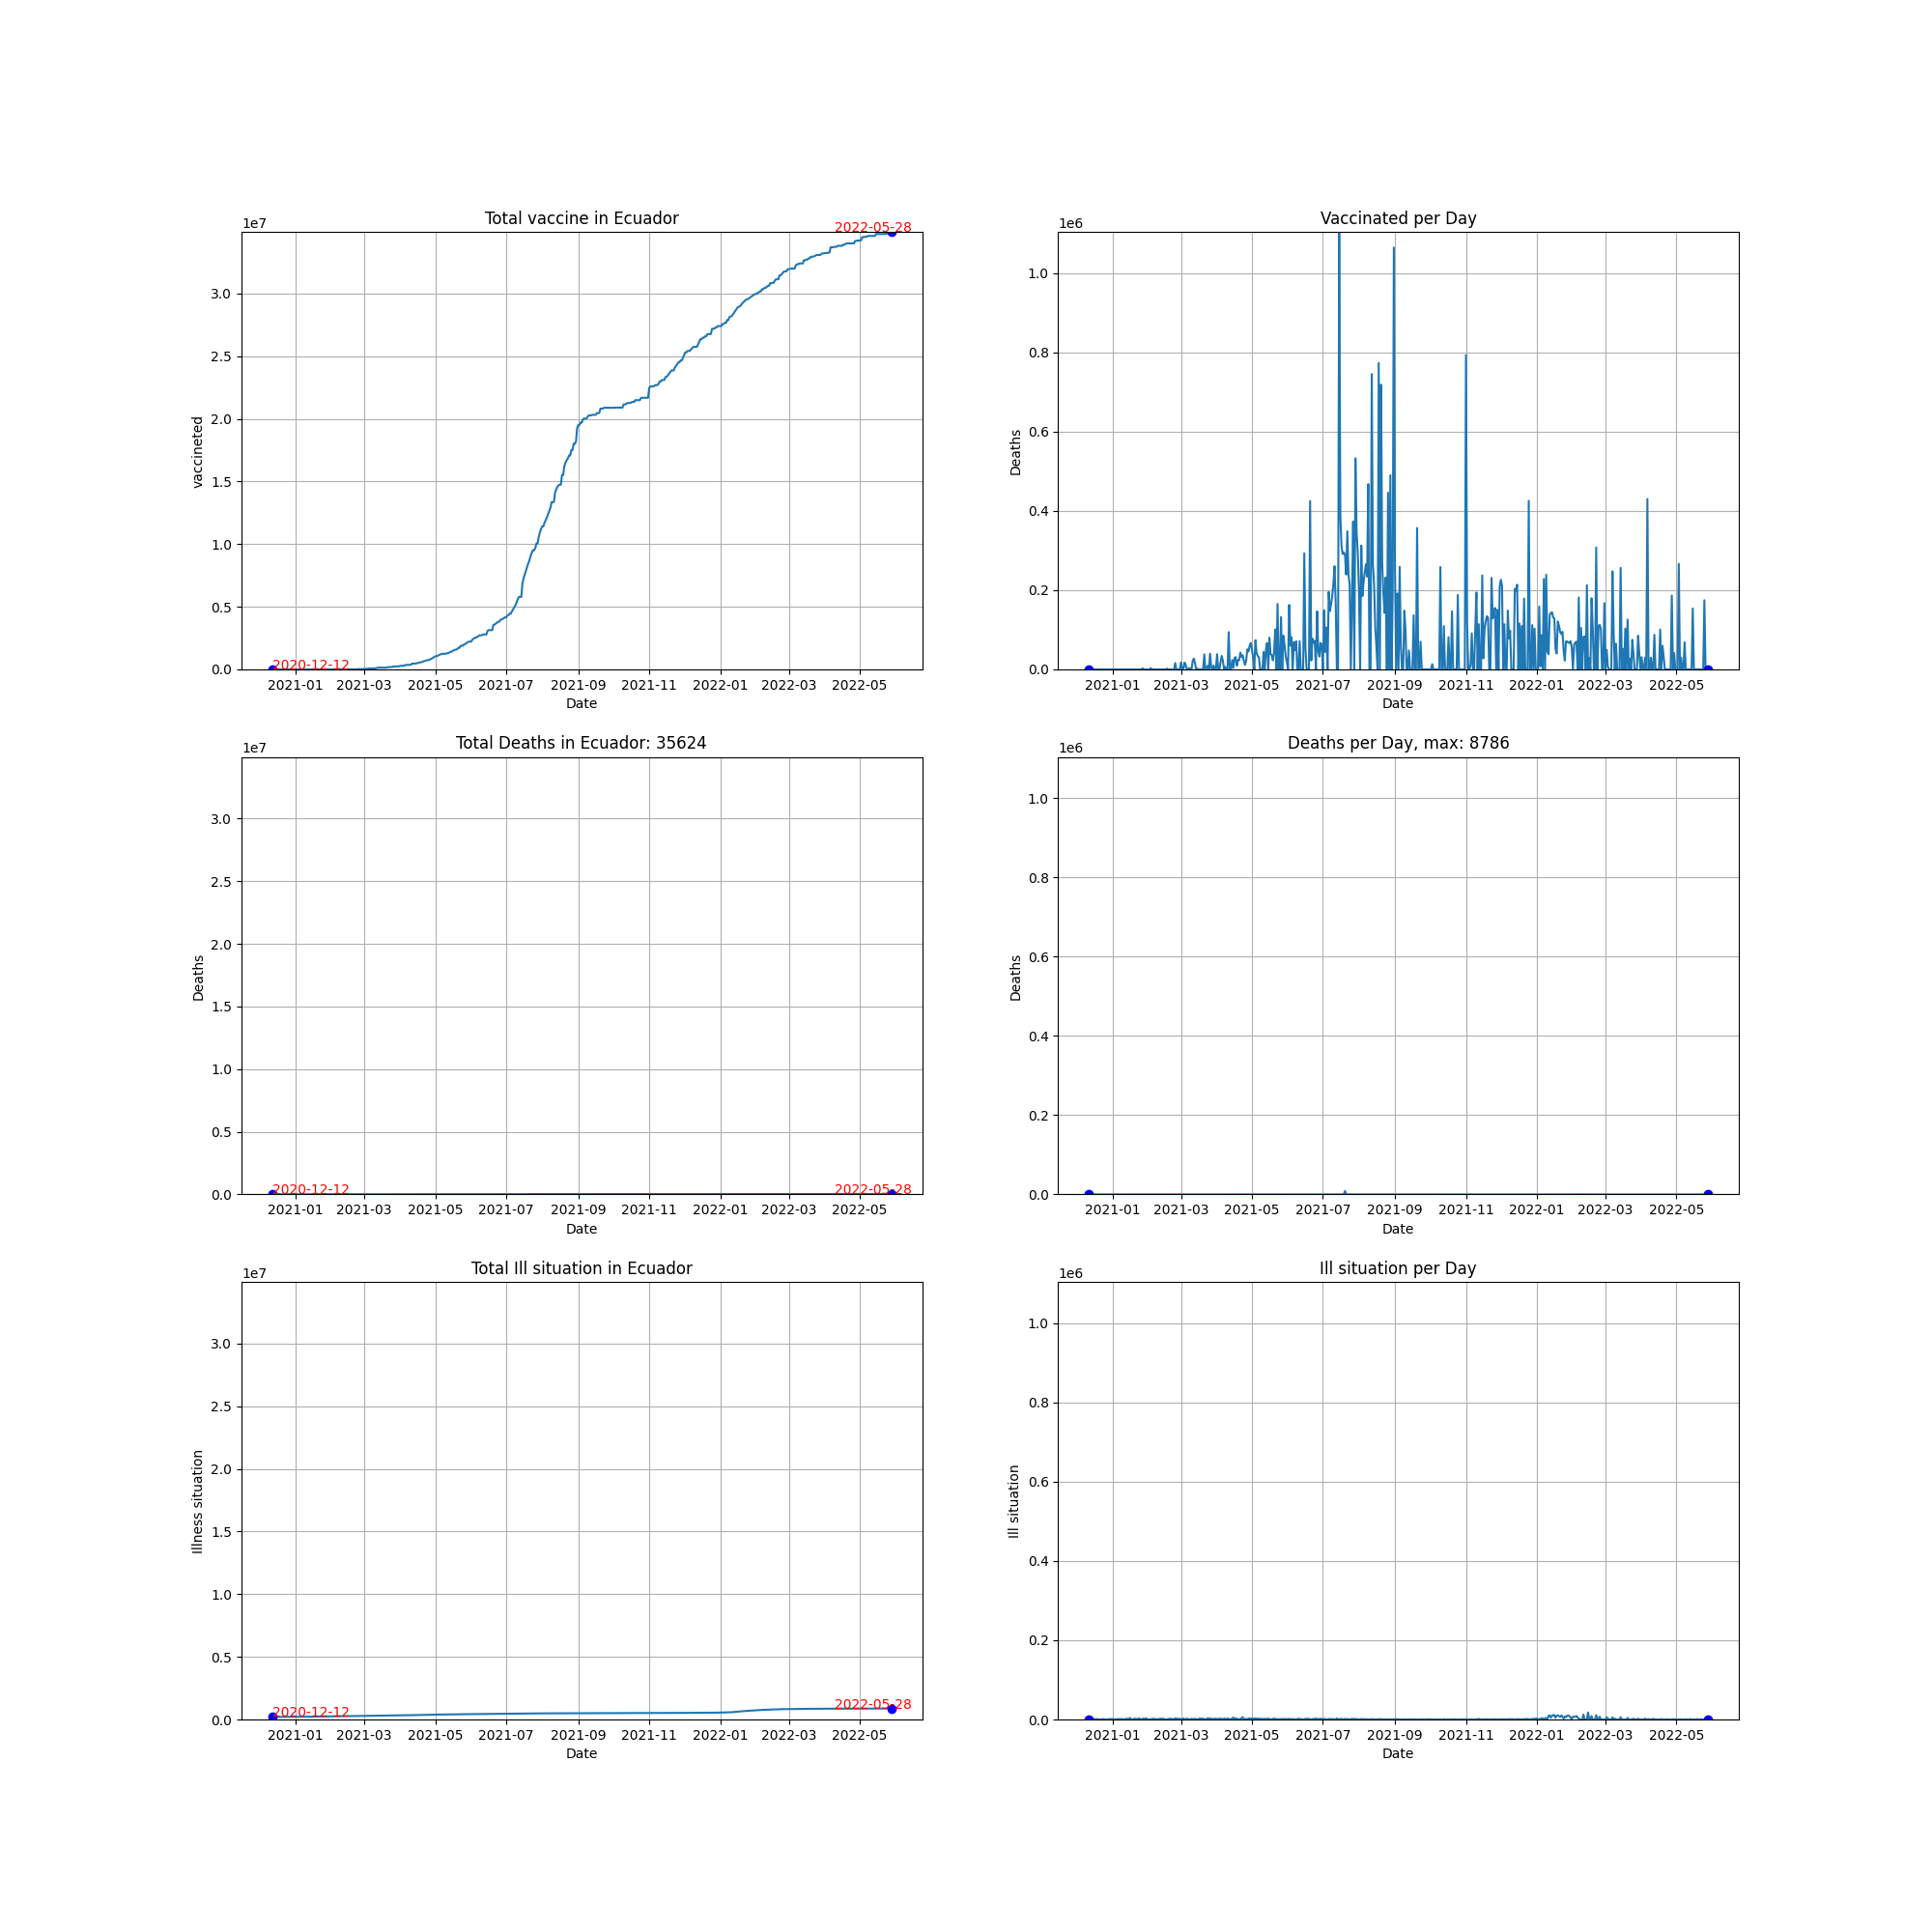 Total vaccine in Ecuador
1e7
2022-05-28
3.0
2.5
2.0
1.5
1.0
0.5
0.0
vaccineted
2020-12-12
2021-01 2021-03 2021-05 2021-07 2021-09 2021-11 2022-01 2022-03 2022-05
Date
Vaccinated per Day
1e6
1.0
0.8
0.6
0.4
0.2
0.0
Deaths
2021-01 2021-03 2021-05 2021-07 2021-09 2021-11 2022-01 2022-03 2022-05
Date
Total Deaths in Ecuador: 35624
1e7
3.0
2.5
2.0
1.5
1.0
0.5
0.0
Deaths
2020-12-12
2022-05-28
2021-01 2021-03 2021-05 2021-07 2021-09 2021-11 2022-01 2022-03 2022-05
Date
Deaths per Day, max: 8786
1e6
1.0
0.8
0.6
0.4
0.2
0.0
Deaths
2021-01 2021-03 2021-05 2021-07 2021-09 2021-11 2022-01 2022-03 2022-05
Date
Total Ill situation in Ecuador
1e7
3.0
2.5
2.0
1.5
1.0
0.5
0.0
Illness situation
2020-12-12
2022-05-28
2021-01 2021-03 2021-05 2021-07 2021-09 2021-11 2022-01 2022-03 2022-05
Date
Ill situation per Day
1e6
1.0
0.8
0.6
0.4
0.2
0.0
Ill situation
2021-01 2021-03 2021-05 2021-07 2021-09 2021-11 2022-01 2022-03 2022-05
Date